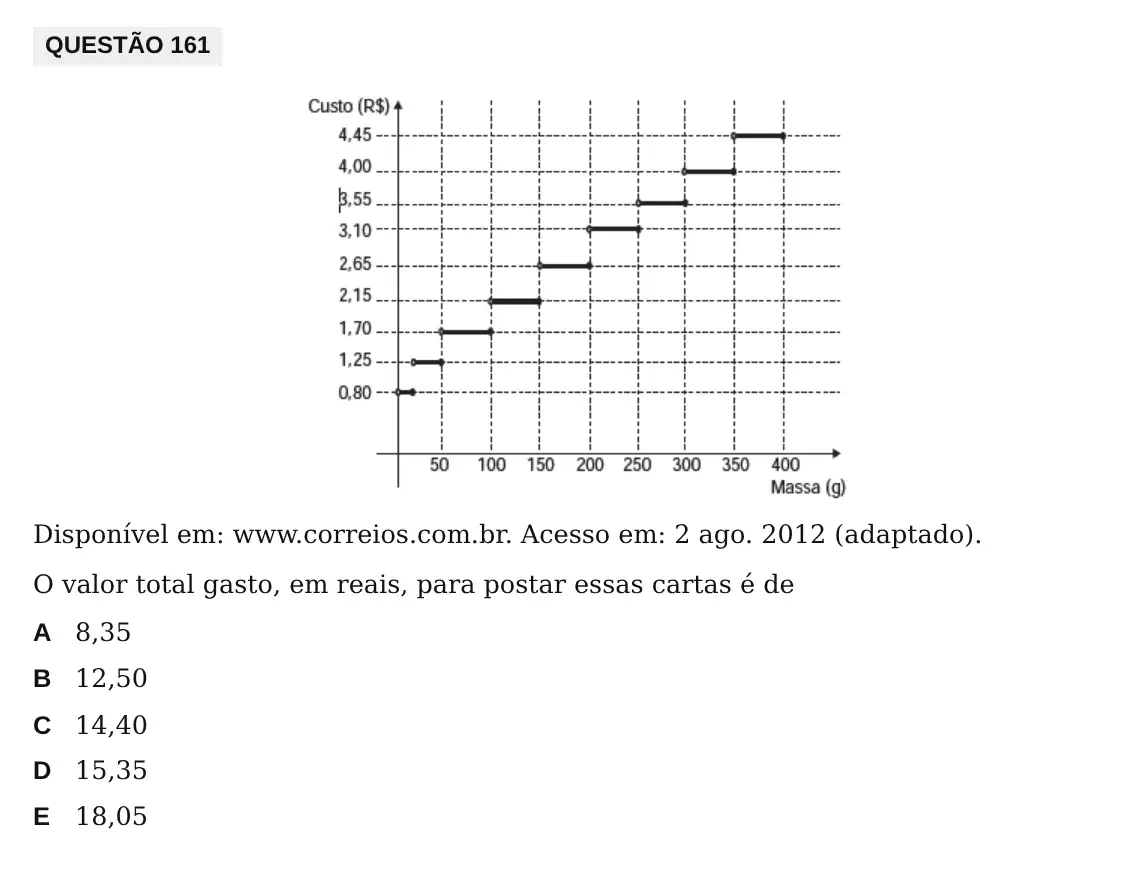 QUESTÃO 161
Custo (R$)
4,45
4,00
3,55
3,10
2,65
2,15
1,70
1,25
0,80
50 100 150 200 250 300 350 400
Massa (g)
Disponível em: www.correios.com.br. Acesso em: 2 ago. 2012 (adaptado).
O valor total gasto, em reais, para postar essas cartas é de
A 8,35
B 12,50
C 14,40
D 15,35
E 18,05